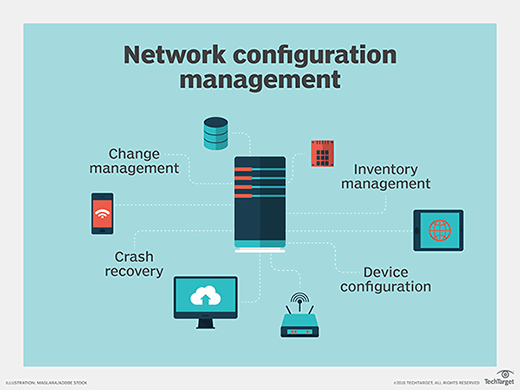 Network configuration
management
Change
management
Inventory
management
Crash
recovery
Device
configuration
ILLUSTRATION: MAGLARA/ADOBE STOCK
©2018 TECHTARGET, ALL RIGHTS RESERVED
TechTarget